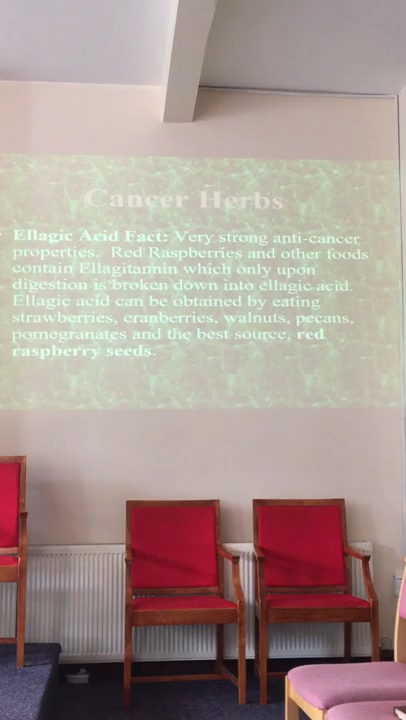 Cancer Herbs
Ellagic Acid Fact: Very strong anti-cancer
properties. Red Raspberries and other foods
contain Ellagitannin which only upon
digestion is broken down into ellagic acid.
Ellagic acid can be obtained by eating
strawberries, cranberries, walnuts, pecans,
pomegranates and the best source, red
raspberry seeds.